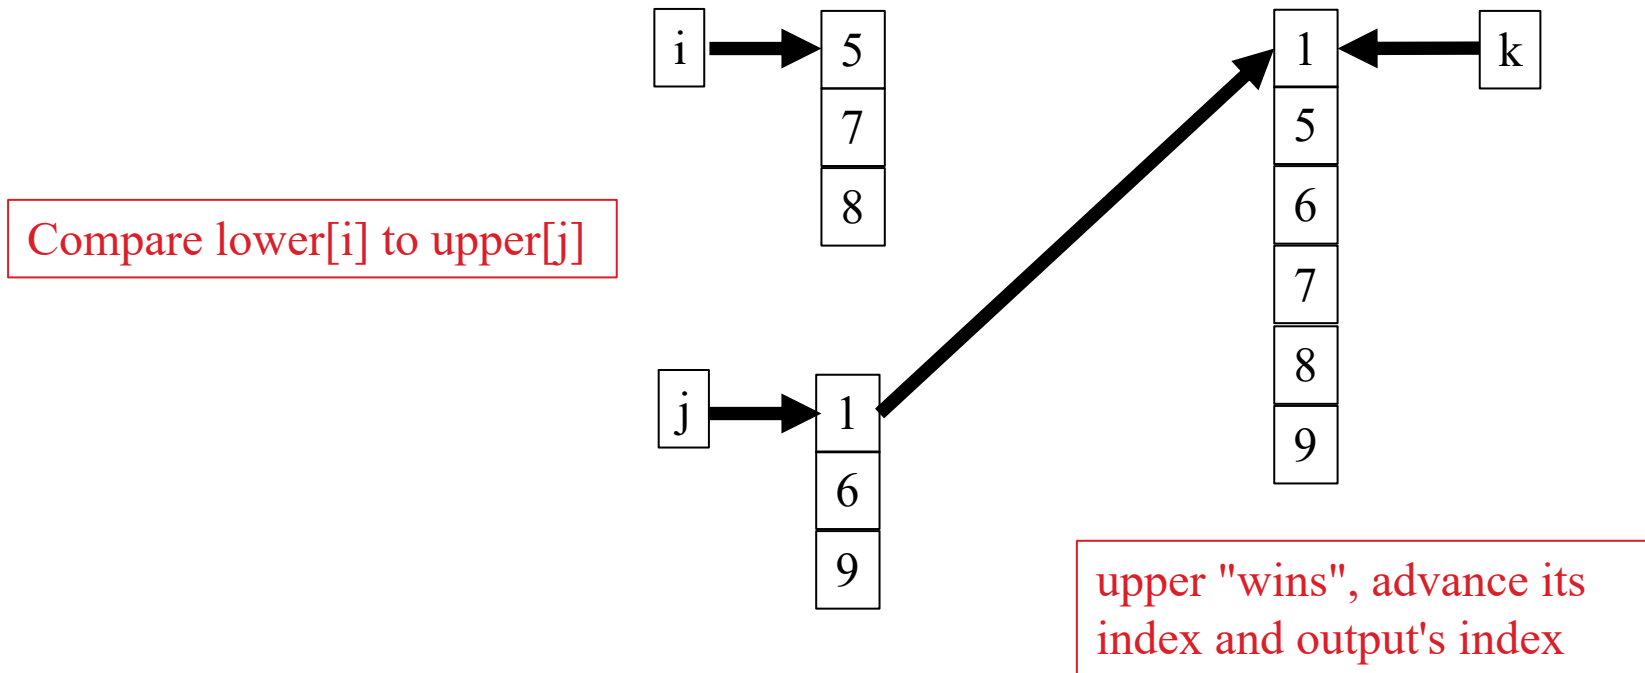 i
5
7
8
Compare lower[i] to upper[j]
j
1
6
9
1
5
6
7
8
9
k
upper "wins", advance its
index and output's index